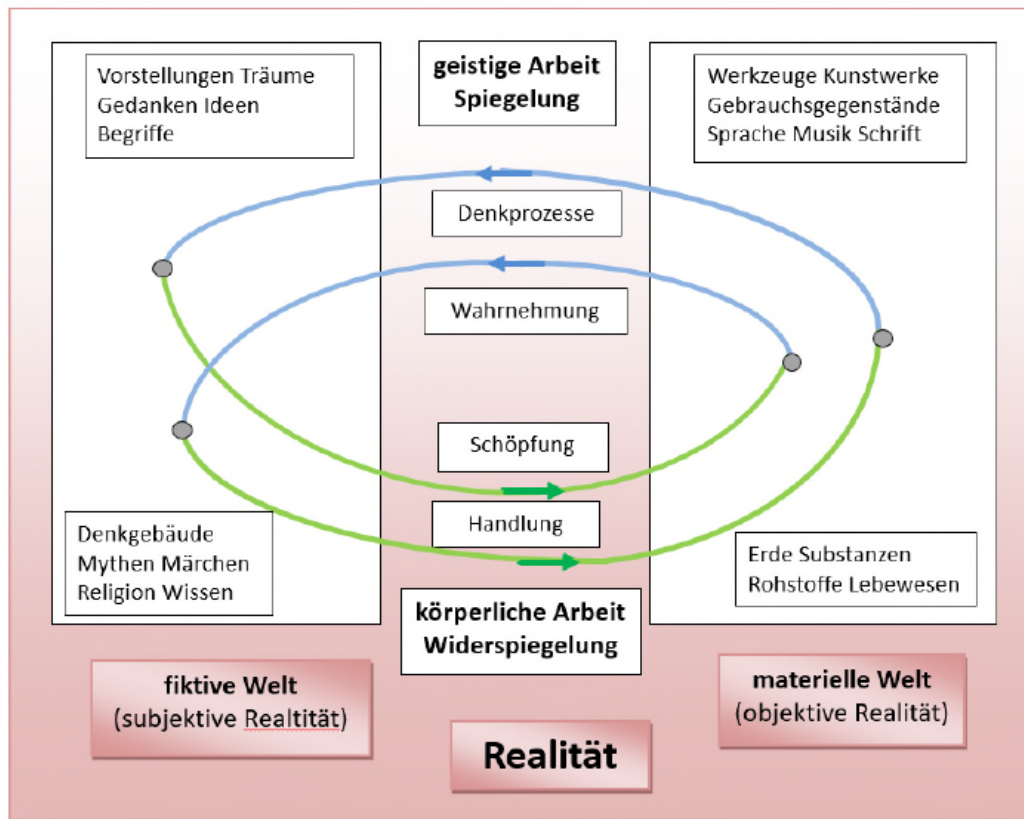 Vorstellungen Träume
Gedanken Ideen
Begriffe
geistige Arbeit
Spiegelung
Werkzeuge Kunstwerke
Gebrauchsgegenstände
Sprache Musik Schrift
Denkprozesse
Wahrnehmung
Schöpfung
Handlung
Denkgebäude
Mythen Märchen
Religion Wissen
Erde Substanzen
Rohstoffe Lebewesen
körperliche Arbeit
Widerspiegelung
fiktive Welt
(subjektive Realtität)
materielle Welt
(objektive Realität)
Realität